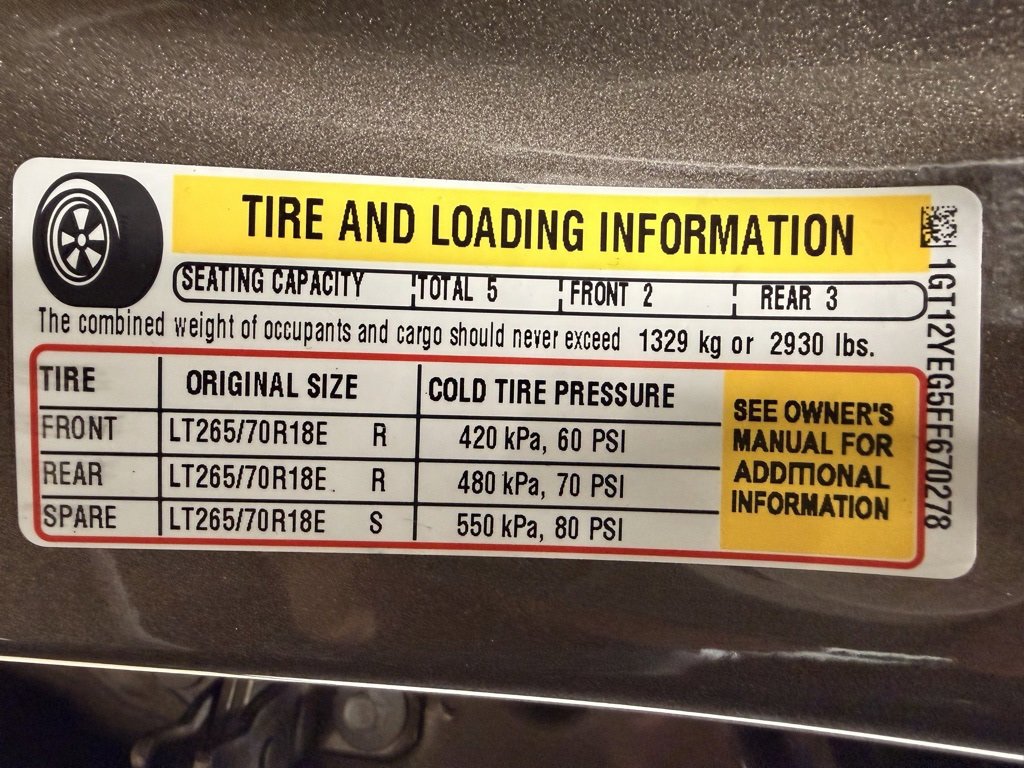 TIRE AND LOADING INFORMATION
SEATING CAPACITY TOTAL 5 FRONT 2 REAR 3
The combined weight of occupants and cargo should never exceed 1329 kg or 2930 lbs.
TIRE ORIGINAL SIZE COLD TIRE PRESSURE
FRONT LT265/70R18E R 420 kPa, 60 PSI
REAR LT265/70R18E R 480 kPa, 70 PSI
SPARE LT265/70R18E S 550 kPa, 80 PSI
SEE OWNER'S
MANUAL FOR
ADDITIONAL
INFORMATION
1GT12YEG5FF670278